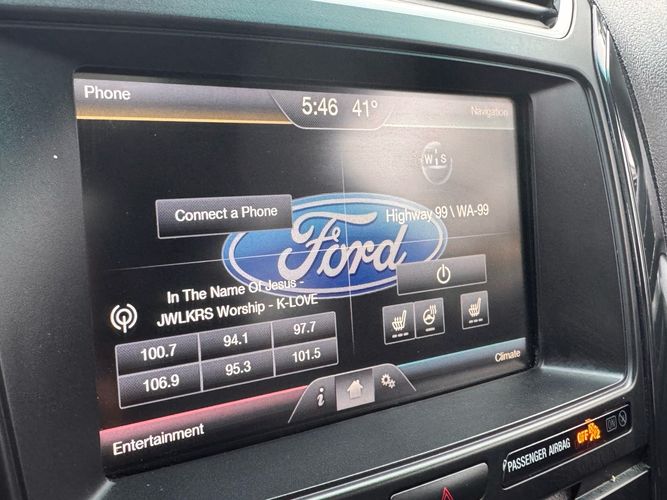 Phone
5:46 41°
Navigation
W S
Connect a Phone
Highway 99 \ WA-99
Ford
In The Name Of Jesus -
JWLKRS Worship - K-LOVE
100.7 94.1 97.7
106.9 95.3 101.5
Climate
i
Entertainment
PASSENGER AIRBAG OFF ON